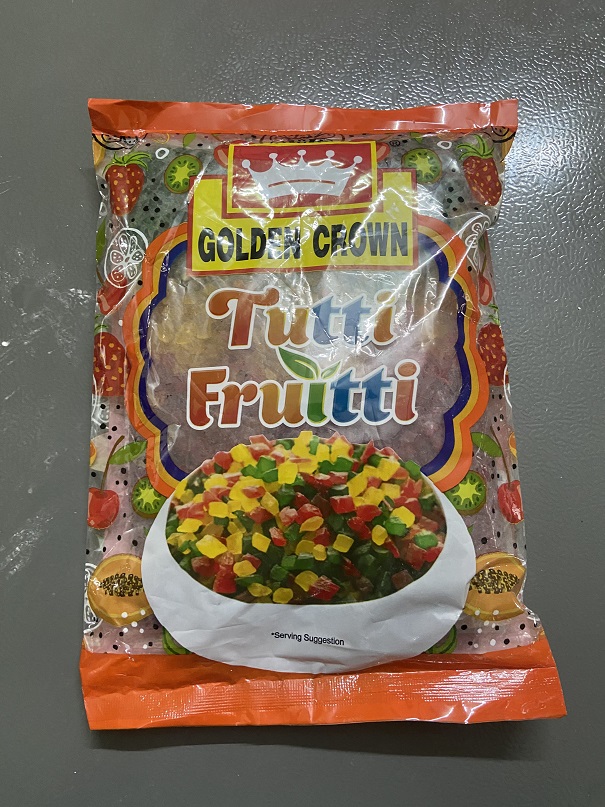 GOLDEN CROWN
Tutti
Fruitti
*Serving Suggestion